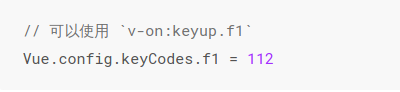 // 可以使用 `v-on:keyup.f1`
Vue.config.keyCodes.f1 = 112